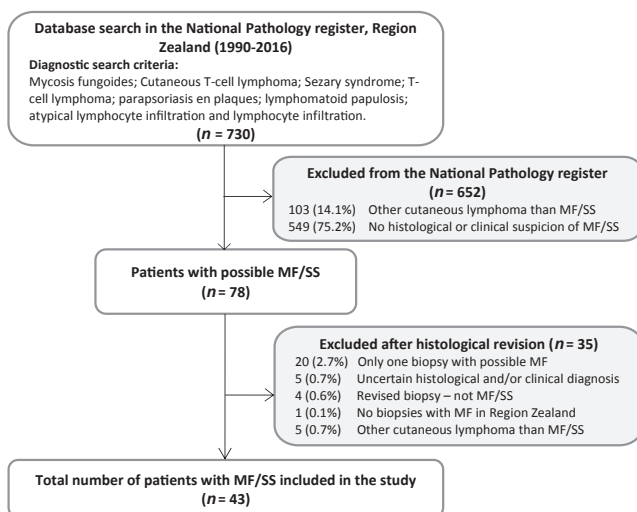 Database search in the National Pathology register, Region
Zealand (1990-2016)
Diagnostic search criteria:
Mycosis fungoides; Cutaneous T-cell lymphoma; Sezary syndrome; T-
cell lymphoma; parapsoriasis en plaques; lymphomatoid papulosis;
atypical lymphocyte infiltration and lymphocyte infiltration.
(n = 730)
Excluded from the National Pathology register
(n = 652)
103 (14.1%) Other cutaneous lymphoma than MF/SS
549 (75.2%) No histological or clinical suspicion of MF/SS
Patients with possible MF/SS
(n = 78)
Excluded after histological revision (n = 35)
20 (2.7%) Only one biopsy with possible MF
5 (0.7%) Uncertain histological and/or clinical diagnosis
4 (0.6%) Revised biopsy – not MF/SS
1 (0.1%) No biopsies with MF in Region Zealand
5 (0.7%) Other cutaneous lymphoma than MF/SS
Total number of patients with MF/SS included in the study
(n = 43)